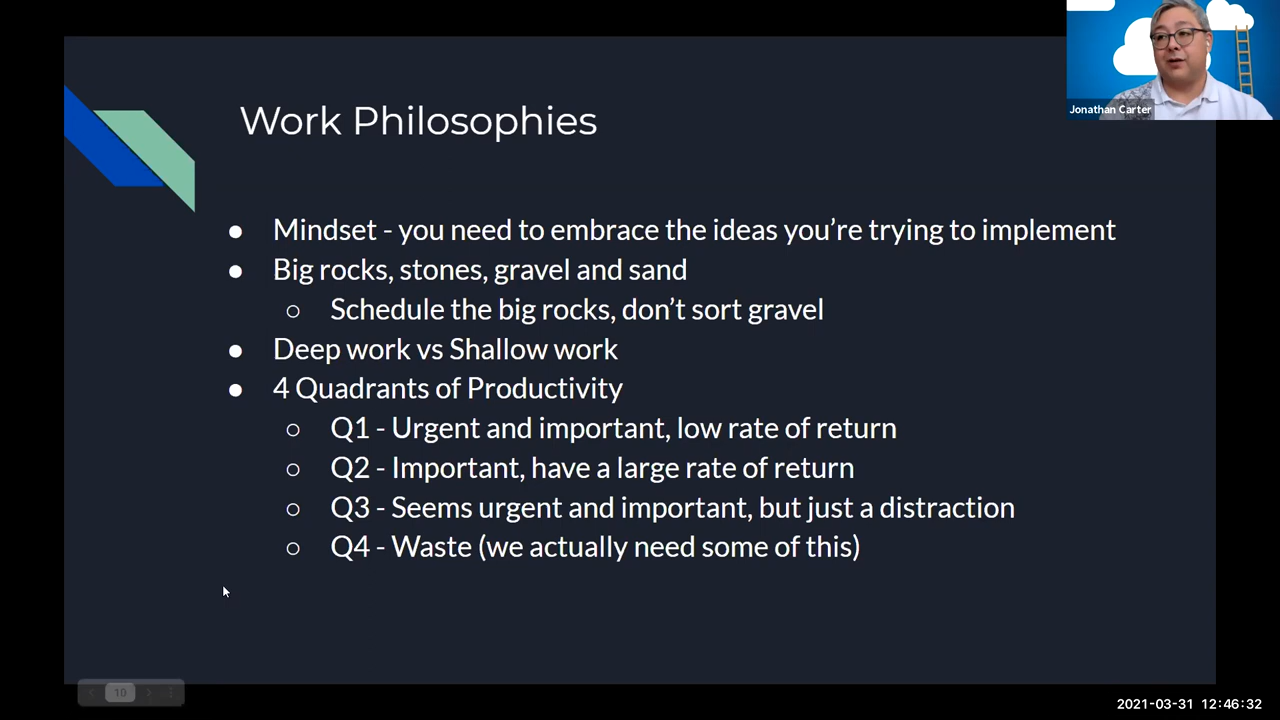 Jonathan Carter
Work Philosophies
● Mindset - you need to embrace the ideas you’re trying to implement
● Big rocks, stones, gravel and sand
○ Schedule the big rocks, don’t sort gravel
● Deep work vs Shallow work
● 4 Quadrants of Productivity
○ Q1 - Urgent and important, low rate of return
○ Q2 - Important, have a large rate of return
○ Q3 - Seems urgent and important, but just a distraction
○ Q4 - Waste (we actually need some of this)
10
2021-03-31 12:46:32